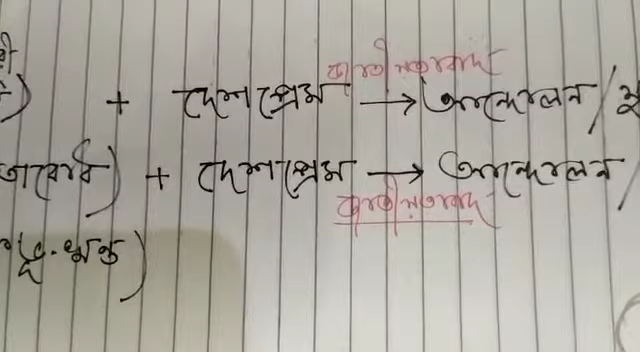 জাতীয়তাবাদ
+ দেশপ্রেম → আন্দোলন/
তাবোধ) + দেশপ্রেম → আন্দোলন/
জাতীয়তাবাদ